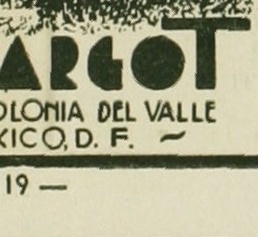 ARGOT
OLONIA DEL VALLE
XICO, D. F. ~
19 —